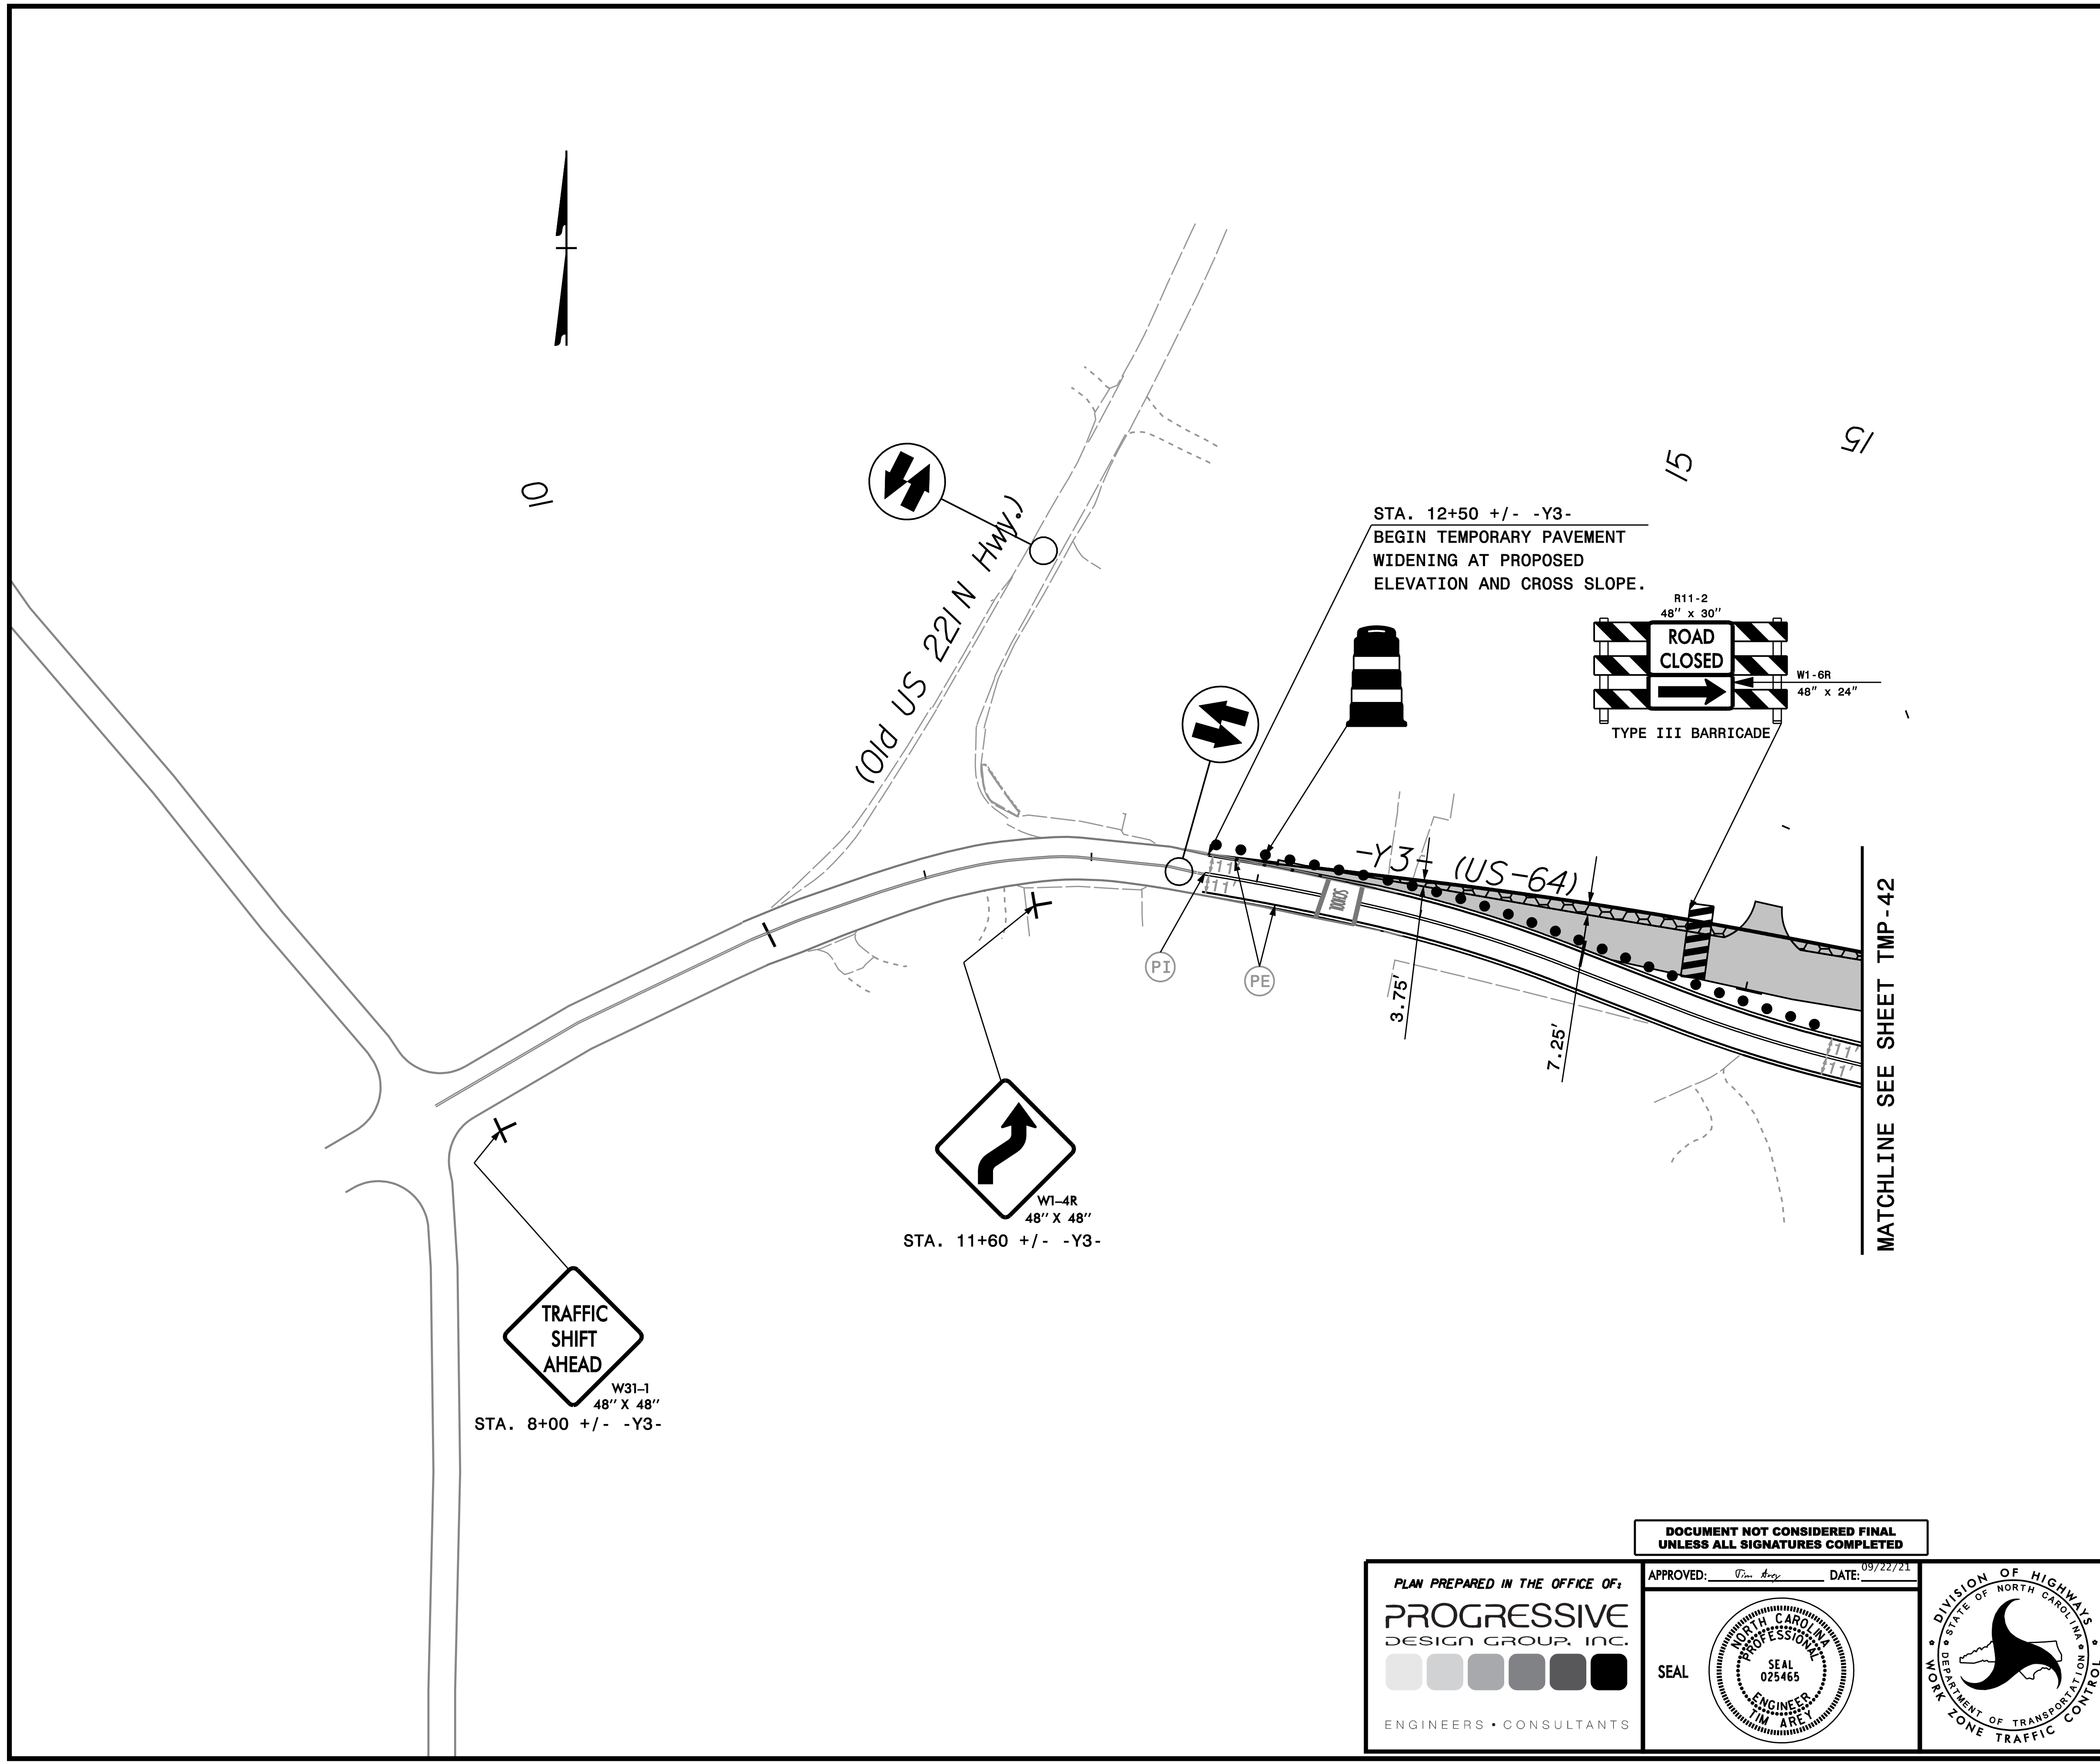 10
15
15
(Old US 221 N Hwy.)
STA. 12+50 +/- -Y3-
BEGIN TEMPORARY PAVEMENT
WIDENING AT PROPOSED
ELEVATION AND CROSS SLOPE.
R11-2
48" x 30"
ROAD
CLOSED
W1-6R
48" x 24"
TYPE III BARRICADE
-Y3- (US-64)
11'
11'
SCHOOL
PI
PE
3.75'
7.25'
11'
11'
MATCHLINE SEE SHEET TMP-42
W1-4R
48" X 48"
STA. 11+60 +/- -Y3-
TRAFFIC
SHIFT
AHEAD
W31-1
48" X 48"
STA. 8+00 +/- -Y3-
DOCUMENT NOT CONSIDERED FINAL
UNLESS ALL SIGNATURES COMPLETED
PLAN PREPARED IN THE OFFICE OF:
PROGRESSIVE
DESIGN GROUP, INC.
ENGINEERS • CONSULTANTS
APPROVED: Tim Arey DATE: 09/22/21
SEAL
NORTH CAROLINA
PROFESSIONAL
SEAL
025465
ENGINEER
TIM AREY
DIVISION OF HIGHWAYS
STATE OF NORTH CAROLINA
DEPARTMENT OF TRANSPORTATION
WORK ZONE TRAFFIC CONTROL